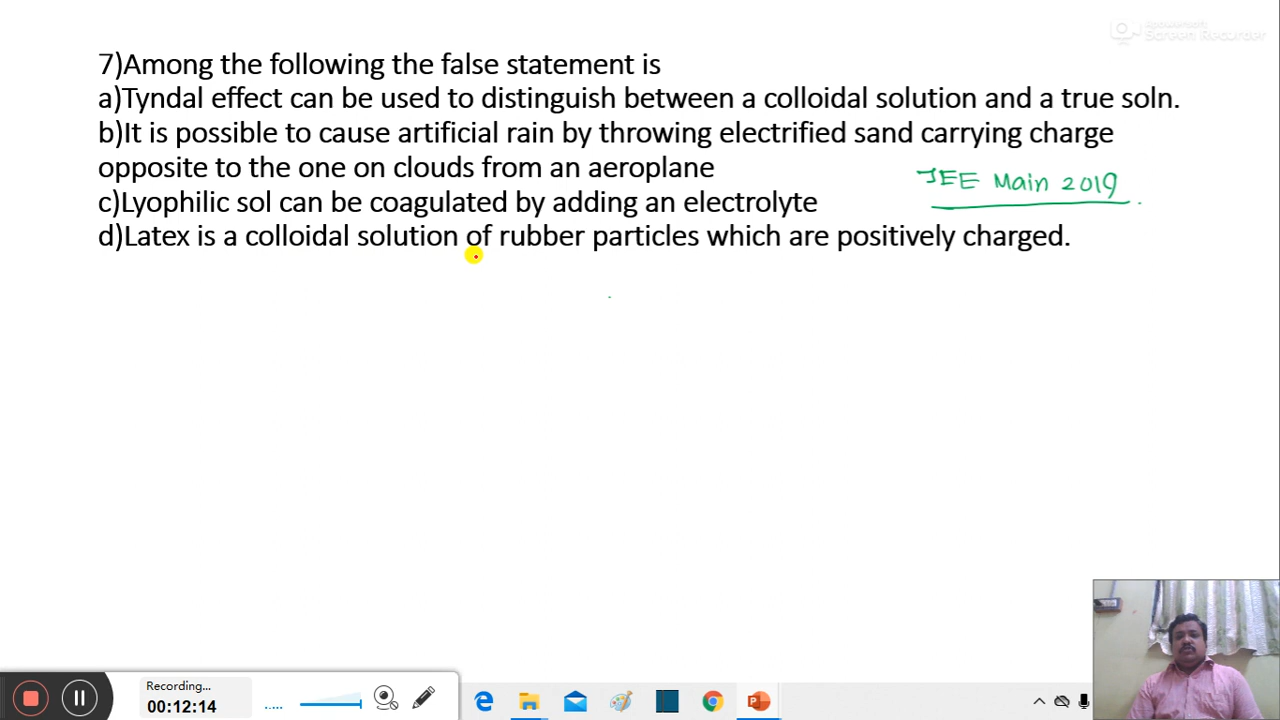 Apowersoft
Screen Recorder
7)Among the following the false statement is
a)Tyndal effect can be used to distinguish between a colloidal solution and a true soln.
b)It is possible to cause artificial rain by throwing electrified sand carrying charge
opposite to the one on clouds from an aeroplane
JEE Main 2019
c)Lyophilic sol can be coagulated by adding an electrolyte
d)Latex is a colloidal solution of rubber particles which are positively charged.
Recording...
00:12:14